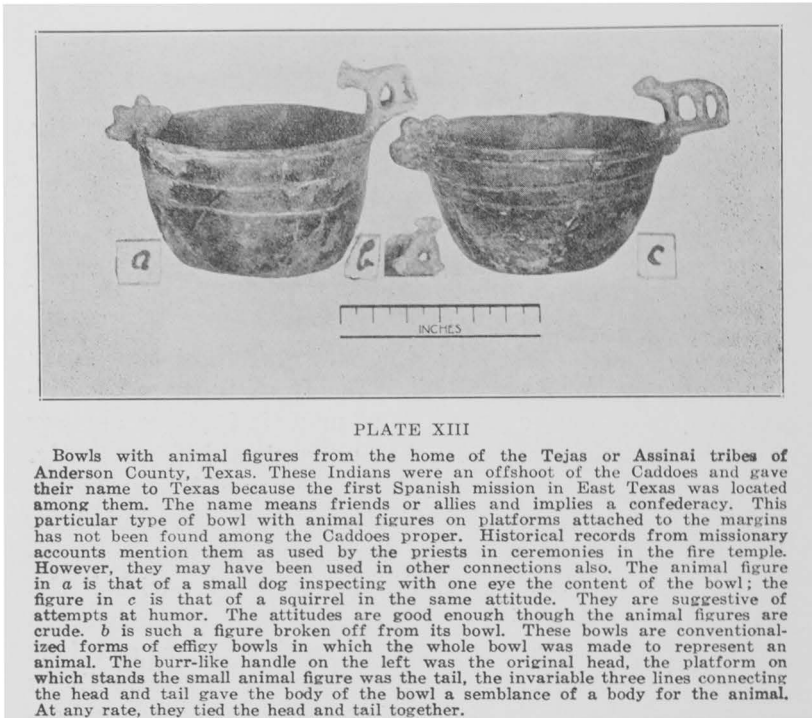 a
b
c
INCHES
PLATE XIII
Bowls with animal figures from the home of the Tejas or Assinai tribes of
Anderson County, Texas. These Indians were an offshoot of the Caddoes and gave
their name to Texas because the first Spanish mission in East Texas was located
among them. The name means friends or allies and implies a confederacy. This
particular type of bowl with animal figures on platforms attached to the margins
has not been found among the Caddoes proper. Historical records from missionary
accounts mention them as used by the priests in ceremonies in the fire temple.
However, they may have been used in other connections also. The animal figure
in a is that of a small dog inspecting with one eye the content of the bowl; the
figure in c is that of a squirrel in the same attitude. They are suggestive of
attempts at humor. The attitudes are good enough though the animal figures are
crude. b is such a figure broken off from its bowl. These bowls are conventional-
ized forms of effigy bowls in which the whole bowl was made to represent an
animal. The burr-like handle on the left was the original head, the platform on
which stands the small animal figure was the tail, the invariable three lines connecting
the head and tail gave the body of the bowl a semblance of a body for the animal.
At any rate, they tied the head and tail together.